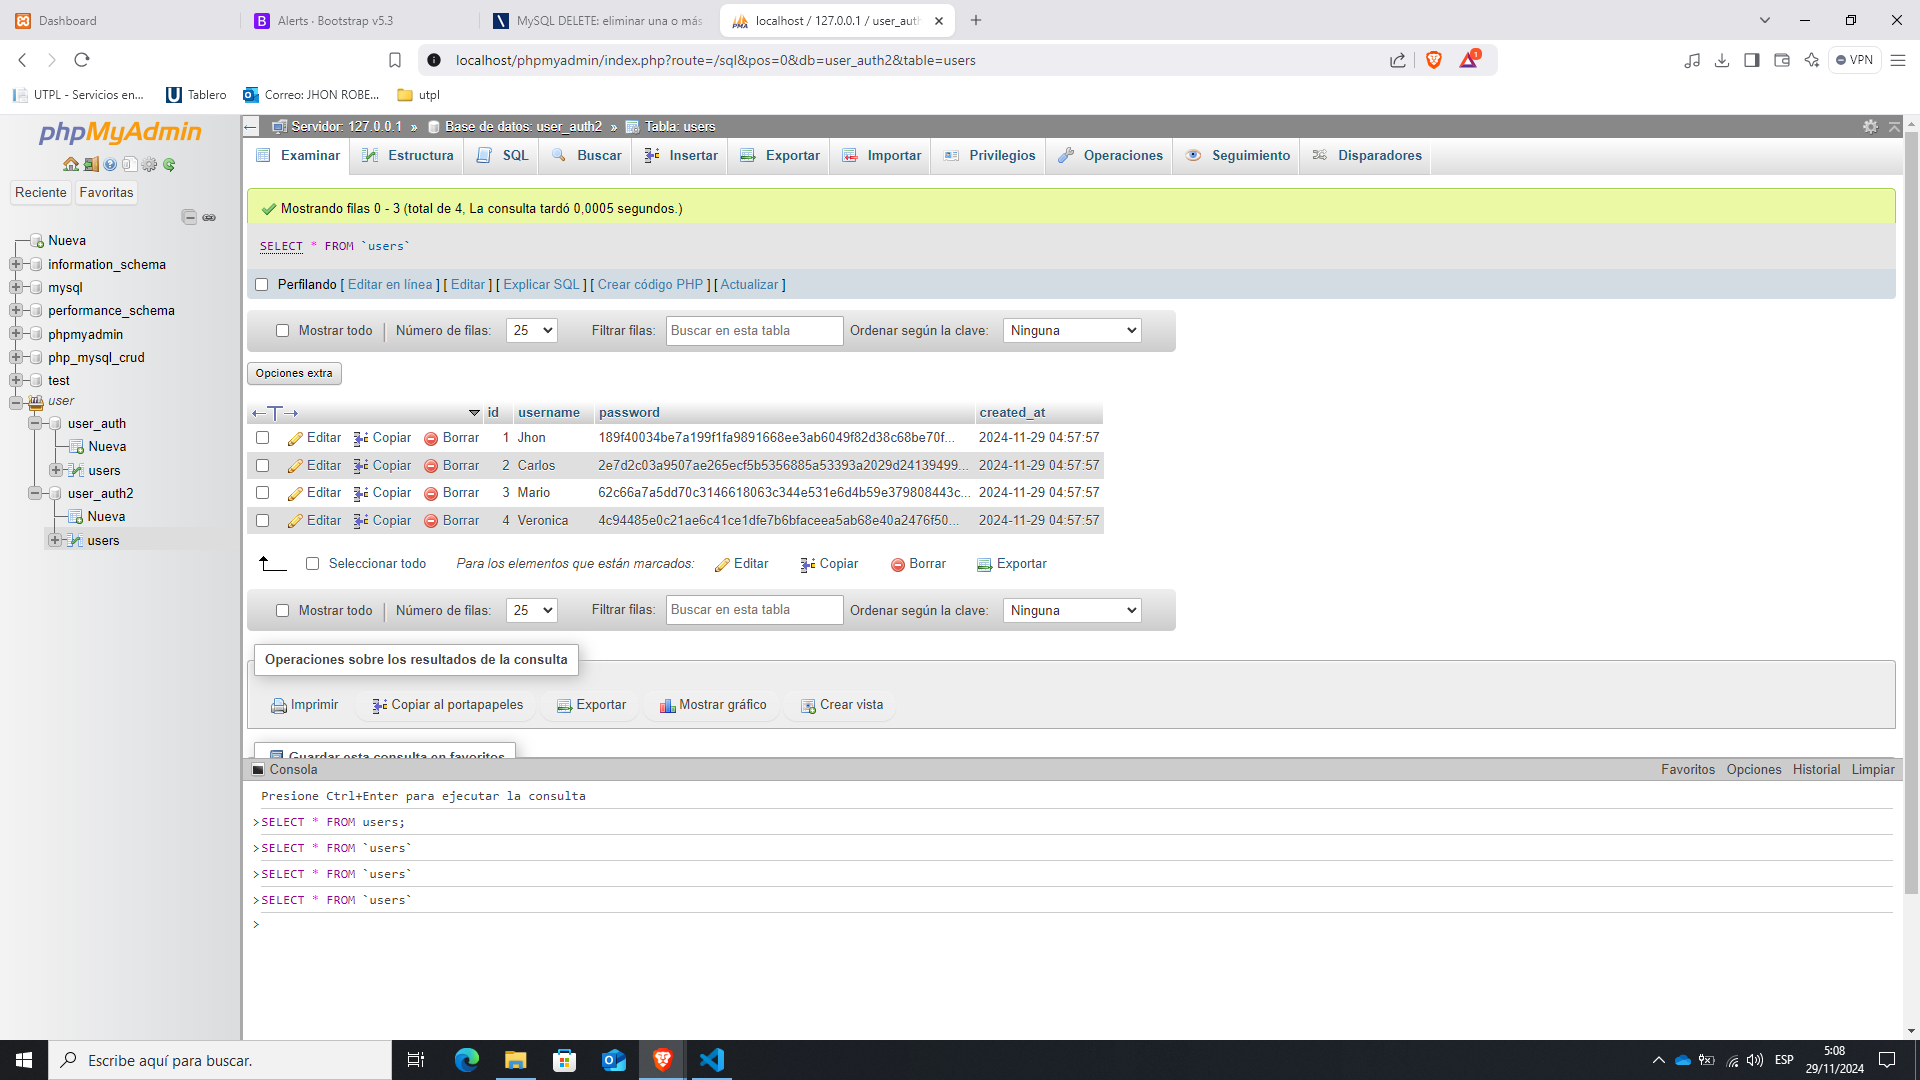 Dashboard
Alerts · Bootstrap v5.3
MySQL DELETE: eliminar una o más
localhost / 127.0.0.1 / user_auth
localhost/phpmyadmin/index.php?route=/sql&pos=0&db=user_auth2&table=users
1
VPN
UTPL - Servicios en...
Tablero
Correo: JHON ROBE...
utpl
phpMyAdmin
Reciente
Favoritas
Nueva
information_schema
mysql
performance_schema
phpmyadmin
php_mysql_crud
test
user
user_auth
Nueva
users
user_auth2
Nueva
users
Servidor: 127.0.0.1 » Base de datos: user_auth2 » Tabla: users
Examinar Estructura SQL Buscar Insertar Exportar Importar Privilegios Operaciones Seguimiento Disparadores
Mostrando filas 0 - 3 (total de 4, La consulta tardó 0,0005 segundos.)
SELECT * FROM `users`
Perfilando [ Editar en línea ] [ Editar ] [ Explicar SQL ] [ Crear código PHP ] [ Actualizar ]
Mostrar todo | Número de filas: 25 Filtrar filas: Buscar en esta tabla Ordenar según la clave: Ninguna
Opciones extra
←T→ id username password created_at
Editar Copiar Borrar 1 Jhon 189f40034be7a199f1fa9891668ee3ab6049f82d38c68be70f... 2024-11-29 04:57:57
Editar Copiar Borrar 2 Carlos 2e7d2c03a9507ae265ecf5b5356885a53393a2029d24139499... 2024-11-29 04:57:57
Editar Copiar Borrar 3 Mario 62c66a7a5dd70c3146618063c344e531e6d4b59e379808443c... 2024-11-29 04:57:57
Editar Copiar Borrar 4 Veronica 4c94485e0c21ae6c41ce1dfe7b6bfaceea5ab68e40a2476f50... 2024-11-29 04:57:57
Seleccionar todo Para los elementos que están marcados: Editar Copiar Borrar Exportar
Mostrar todo | Número de filas: 25 Filtrar filas: Buscar en esta tabla Ordenar según la clave: Ninguna
Operaciones sobre los resultados de la consulta
Imprimir Copiar al portapapeles Exportar Mostrar gráfico Crear vista
Guardar esta consulta en favoritos
Consola
Favoritos Opciones Historial Limpiar
Presione Ctrl+Enter para ejecutar la consulta
>SELECT * FROM users;
>SELECT * FROM `users`
>SELECT * FROM `users`
>SELECT * FROM `users`
>
Escribe aquí para buscar.
ESP
5:08
29/11/2024